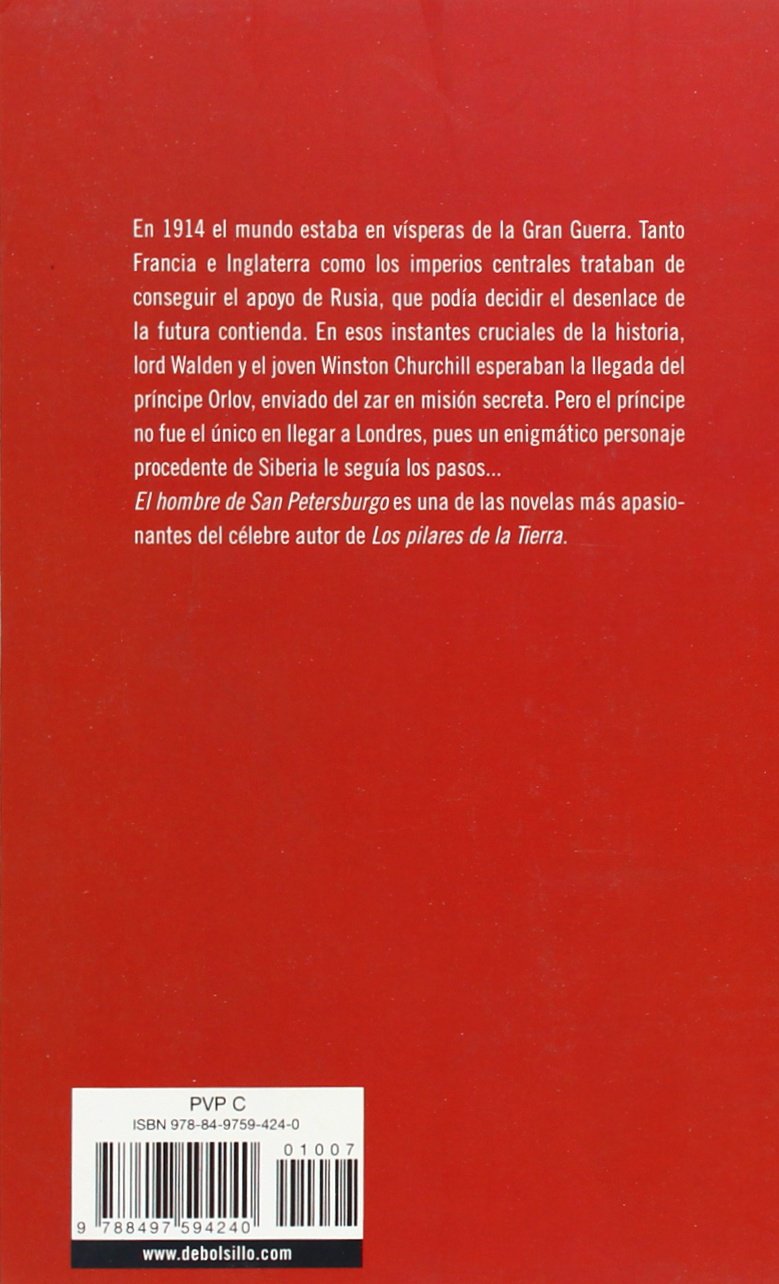 En 1914 el mundo estaba en vísperas de la Gran Guerra. Tanto
Francia e Inglaterra como los imperios centrales trataban de
conseguir el apoyo de Rusia, que podía decidir el desenlace de
la futura contienda. En esos instantes cruciales de la historia,
lord Walden y el joven Winston Churchill esperaban la llegada del
príncipe Orlov, enviado del zar en misión secreta. Pero el príncipe
no fue el único en llegar a Londres, pues un enigmático personaje
procedente de Siberia le seguía los pasos...
El hombre de San Petersburgo es una de las novelas más apasio-
nantes del célebre autor de Los pilares de la Tierra.
PVP C
ISBN 978-84-9759-424-0
01007
9 788497 594240
www.debolsillo.com